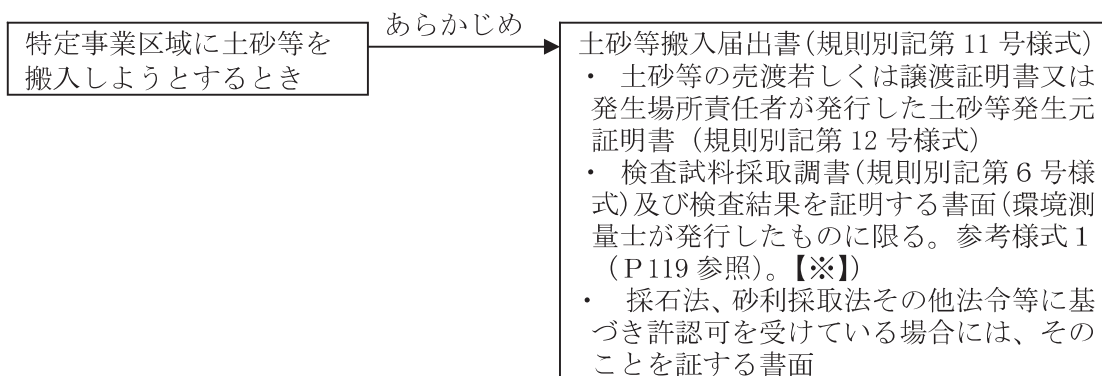 特定事業区域に土砂等を
搬入しようとするとき
あらかじめ
土砂等搬入届出書(規則別記第 11 号様式)
・ 土砂等の売渡若しくは譲渡証明書又は
発生場所責任者が発行した土砂等発生元
証明書 (規則別記第 12 号様式)
・ 検査試料採取調書(規則別記第６号様
式)及び検査結果を証明する書面(環境測
量士が発行したものに限る。参考様式１
（Ｐ119 参照)。【※】)
・ 採石法、砂利採取法その他法令等に基
づき許認可を受けている場合には、その
ことを証する書面